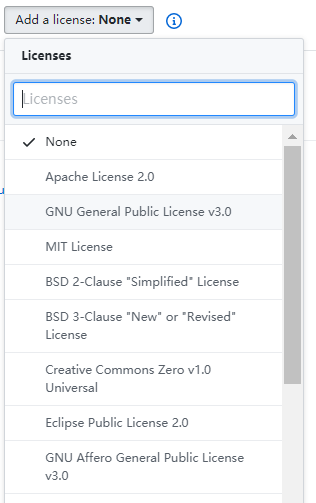 Add a license: None
Licenses
Licenses
None
Apache License 2.0
GNU General Public License v3.0
MIT License
BSD 2-Clause "Simplified" License
BSD 3-Clause "New" or "Revised"
License
Creative Commons Zero v1.0
Universal
Eclipse Public License 2.0
GNU Affero General Public License
v3.0